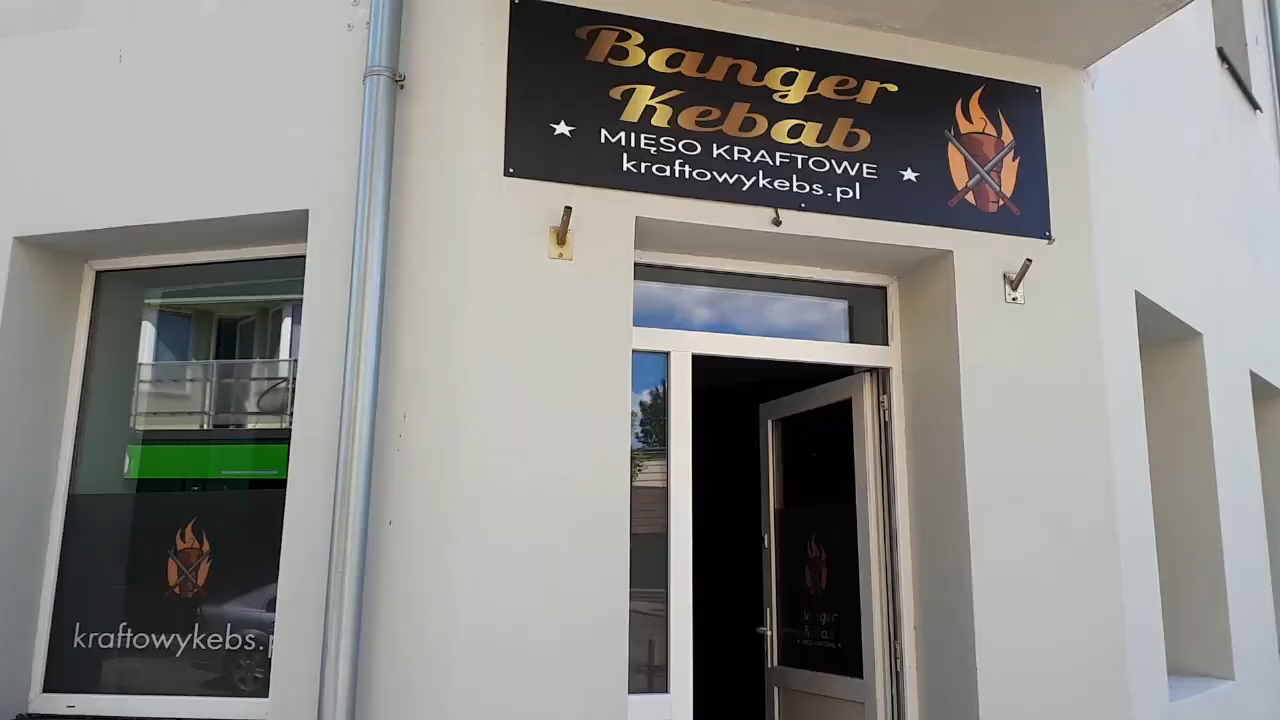 Banger
Kebab
MIĘSO KRAFTOWE
kraftowykebs.pl
kraftowykebs.p
Banger
Kebab